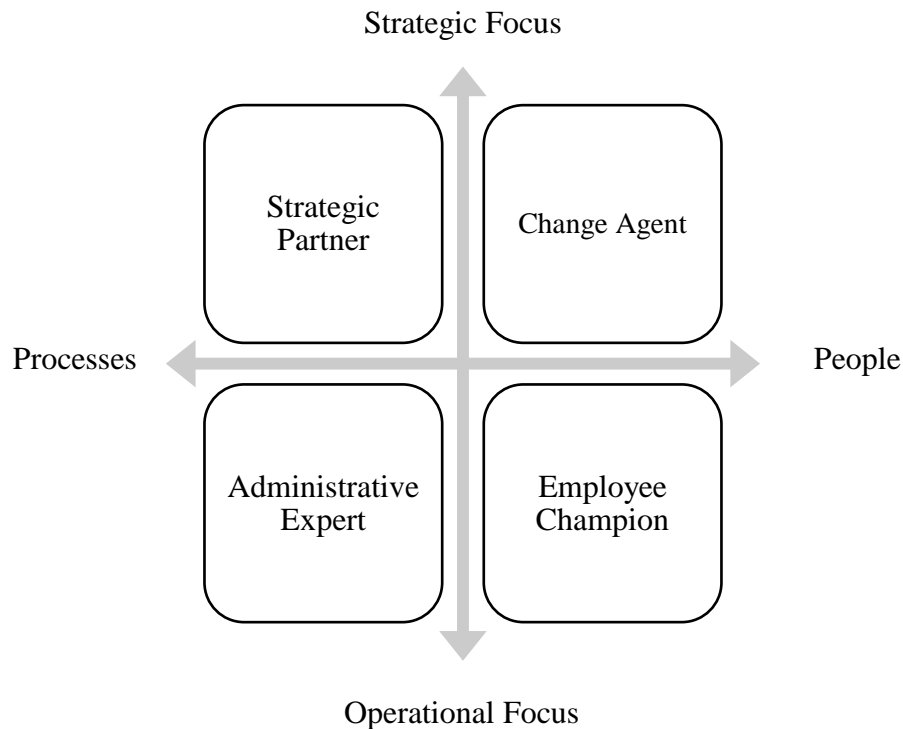 Strategic Focus
Strategic
Partner
Change Agent
Processes
People
Administrative
Expert
Employee
Champion
Operational Focus